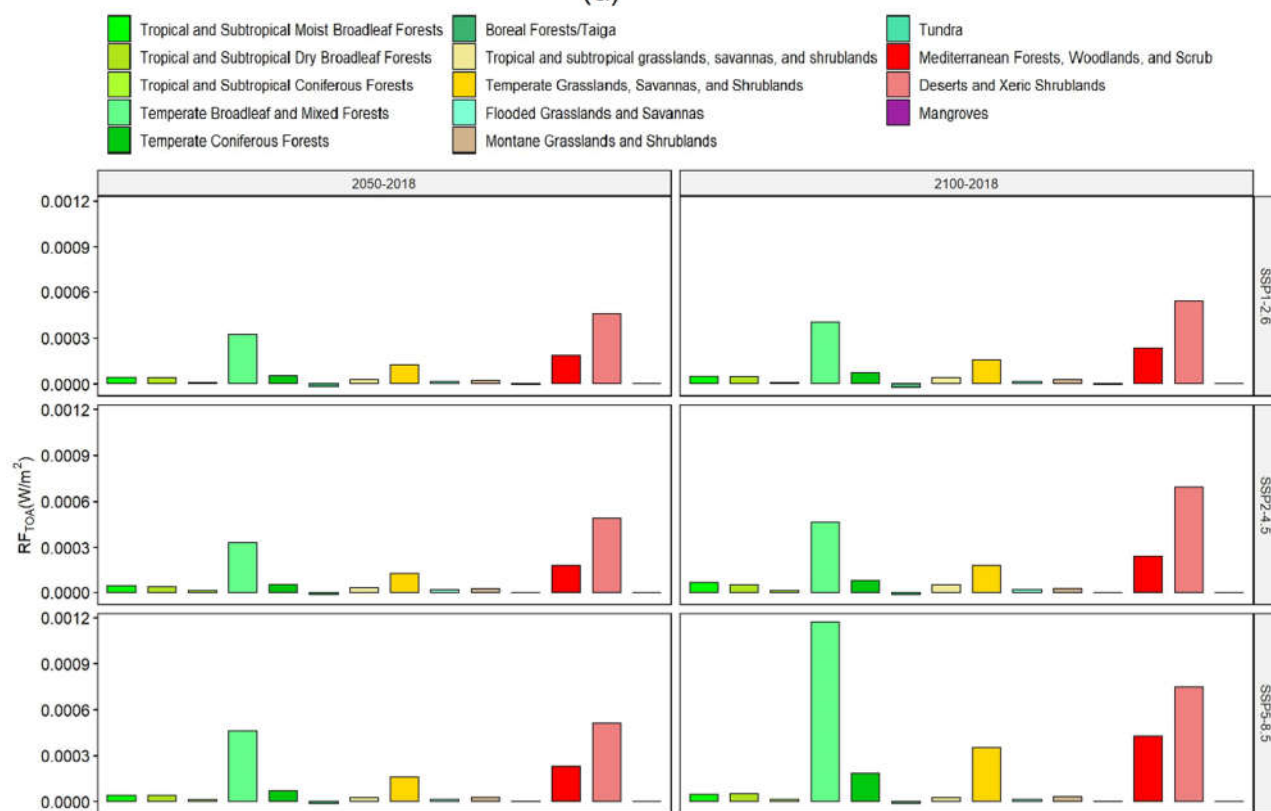 Tropical and Subtropical Moist Broadleaf Forests
Tropical and Subtropical Dry Broadleaf Forests
Tropical and Subtropical Coniferous Forests
Temperate Broadleaf and Mixed Forests
Temperate Coniferous Forests
Boreal Forests/Taiga
Tropical and subtropical grasslands, savannas, and shrublands
Temperate Grasslands, Savannas, and Shrublands
Flooded Grasslands and Savannas
Montane Grasslands and Shrublands
Tundra
Mediterranean Forests, Woodlands, and Scrub
Deserts and Xeric Shrublands
Mangroves
2050-2018
2100-2018
0.0012
0.0009
0.0006
0.0003
0.0000
SSP1-2.6
0.0012
0.0009
0.0006
0.0003
0.0000
SSP2-4.5
RF_TOA(W/m²)
0.0012
0.0009
0.0006
0.0003
0.0000
SSP5-8.5